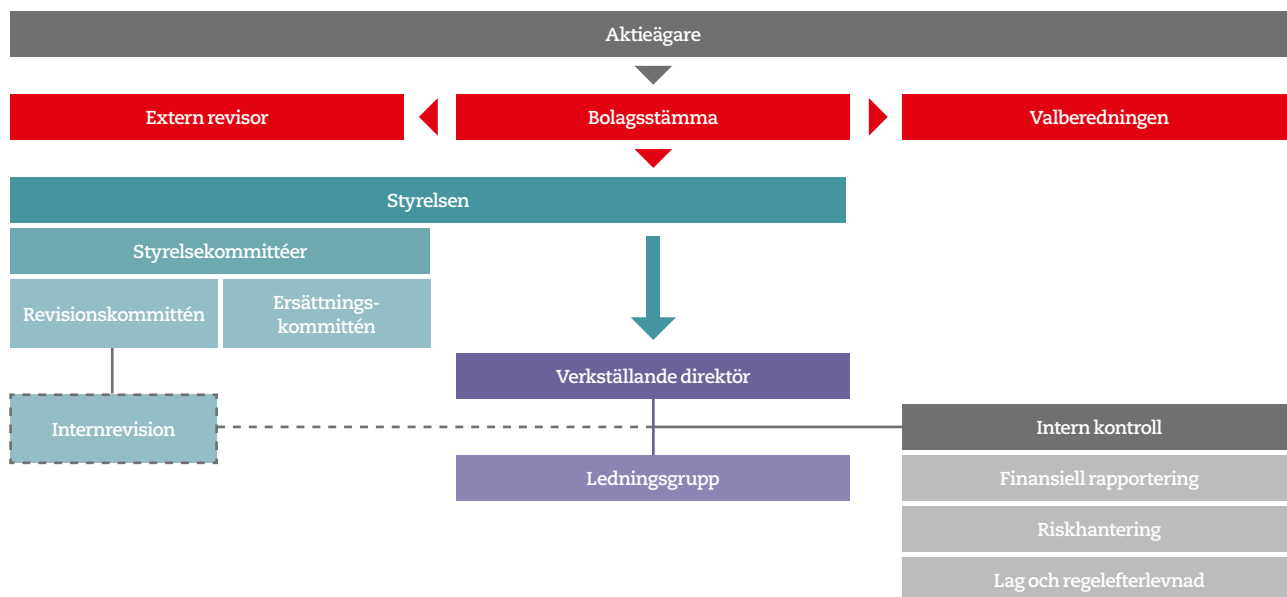 Aktieägare
Extern revisor
Bolagsstämma
Valberedningen
Styrelsen
Styrelsekommittéer
Revisionskommittén
Ersättnings-
kommittén
Verkställande direktör
Internrevision
Intern kontroll
Ledningsgrupp
Finansiell rapportering
Riskhantering
Lag och regelefterlevnad